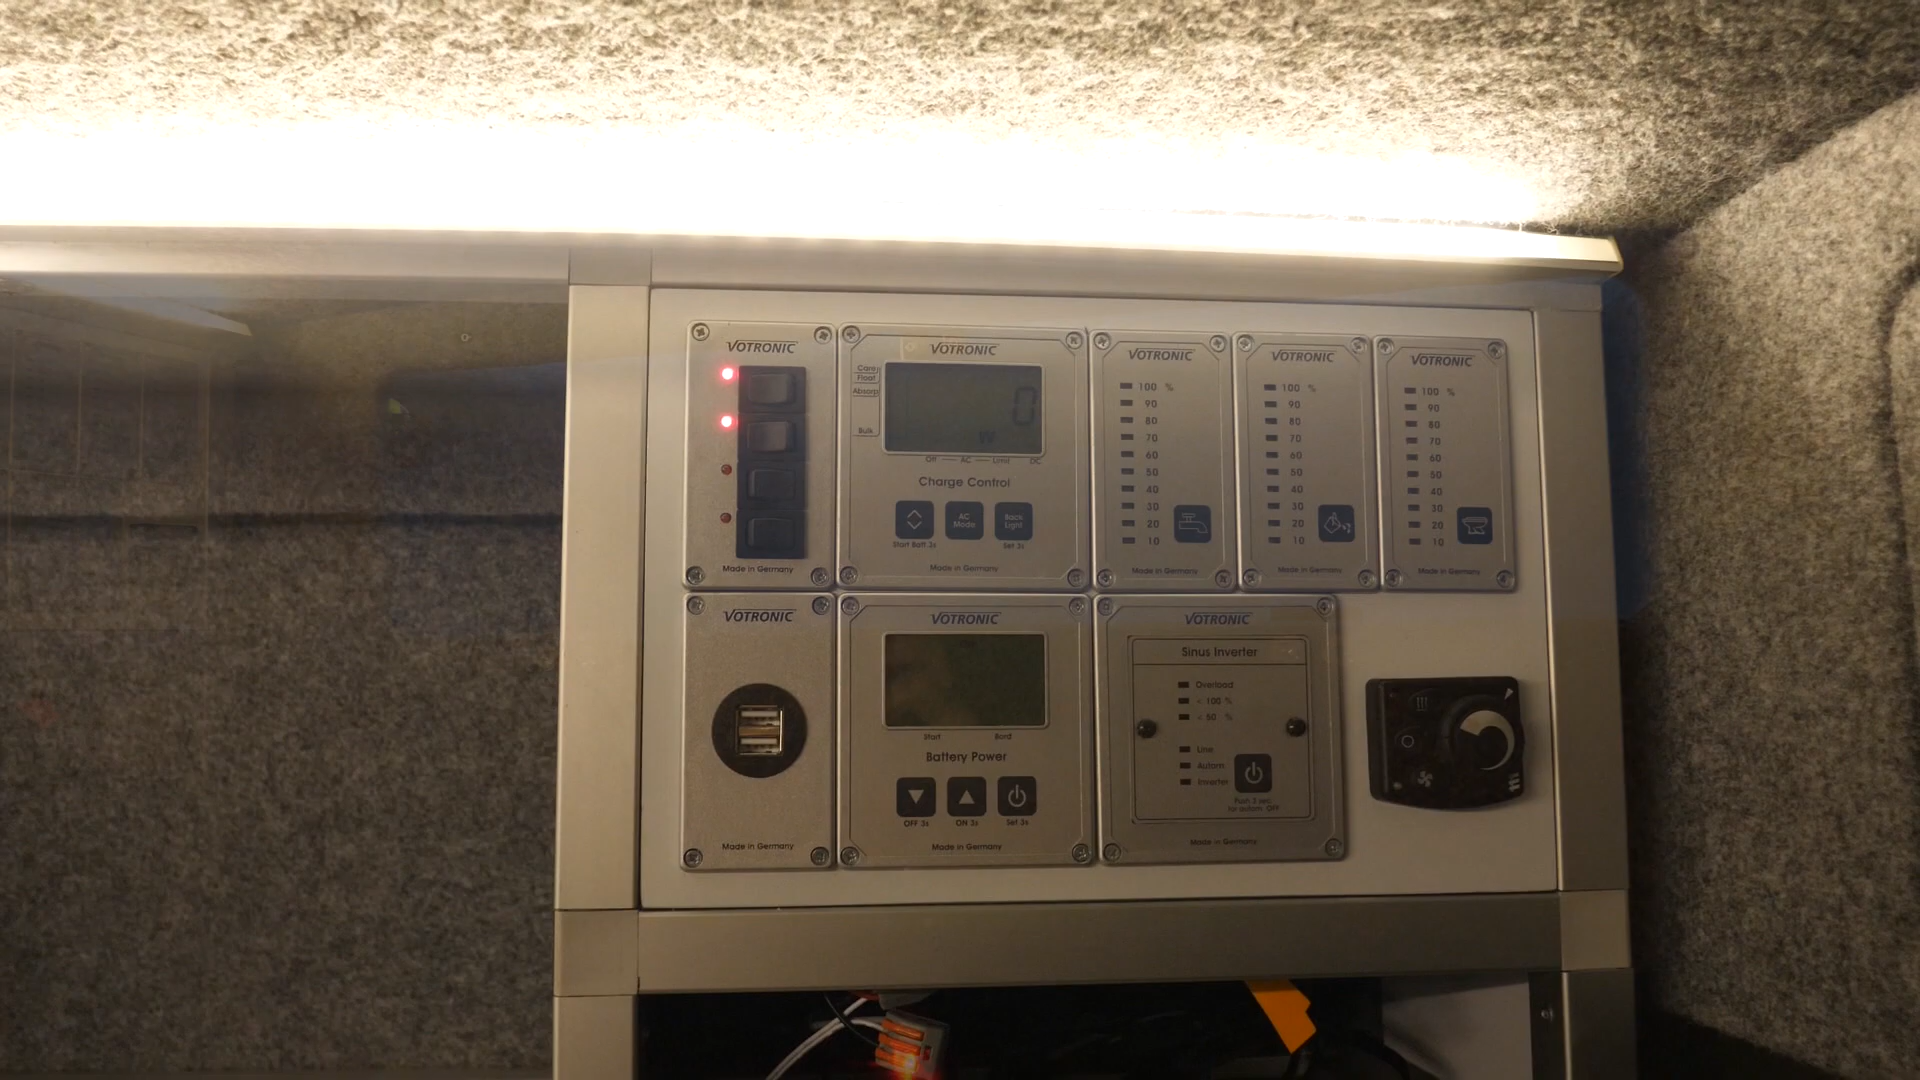 VOTRONIC
Made in Germany
VOTRONIC
Care
Float
Absorp
Bulk
0
W
Off AC Limit DC
Charge Control
AC
Mode
Back
Light
Start Batt 3s
Set 3s
Made in Germany
VOTRONIC
100 %
90
80
70
60
50
40
30
20
10
Made in Germany
VOTRONIC
100 %
90
80
70
60
50
40
30
20
10
Made in Germany
VOTRONIC
100 %
90
80
70
60
50
40
30
20
10
Made in Germany
VOTRONIC
Made in Germany
VOTRONIC
Start Bord
Battery Power
OFF 3s ON 3s Set 3s
Made in Germany
VOTRONIC
Sinus Inverter
Overload
< 100 %
< 50 %
Line
Autom.
Inverter
Push 3 sec.
for autom. OFF
Made in Germany